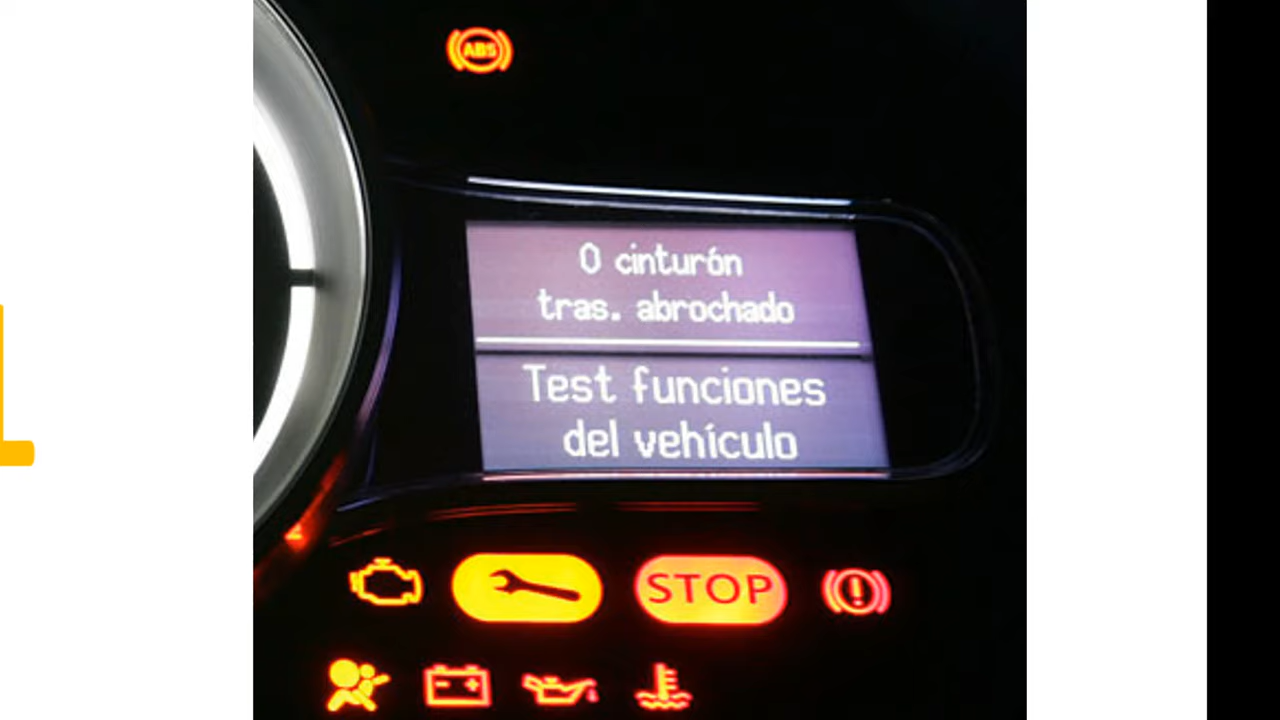 ABS
0 cinturón
tras. abrochado
Test funciones
del vehículo
STOP